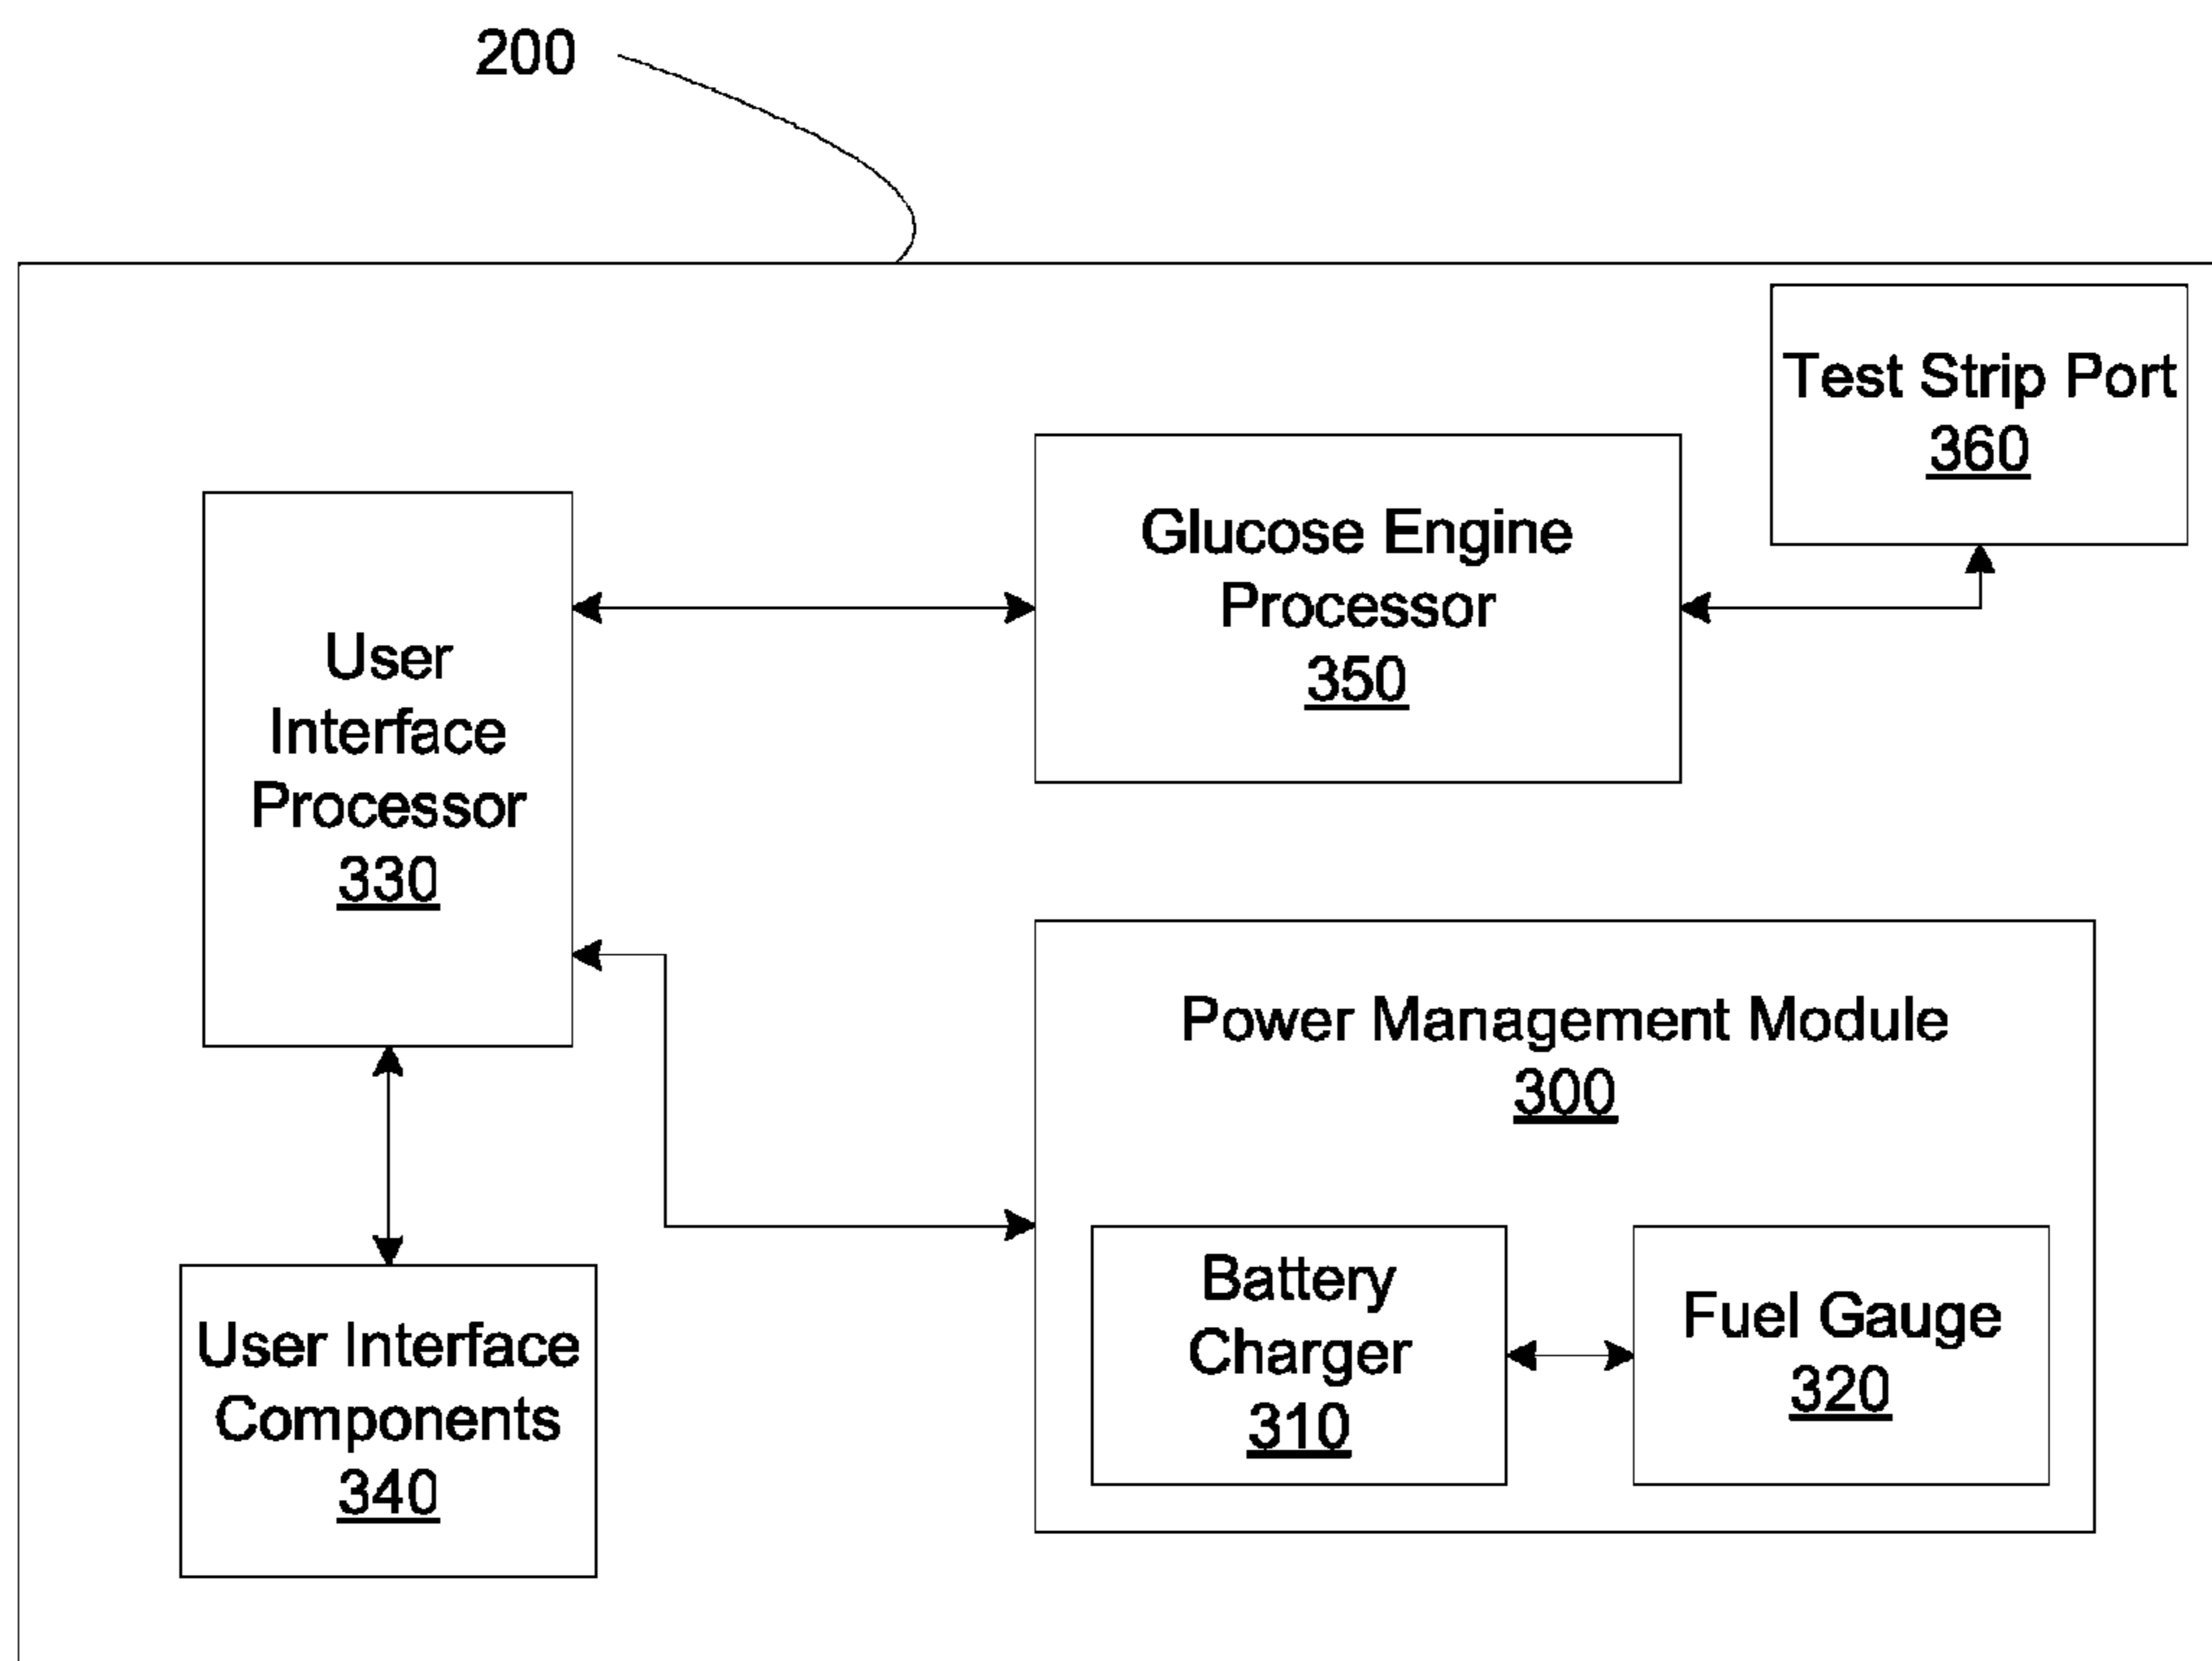 200
Test Strip Port
360
Glucose Engine
Processor
350
User
Interface
Processor
330
Power Management Module
300
Battery
Charger
310
Fuel Gauge
320
User Interface
Components
340